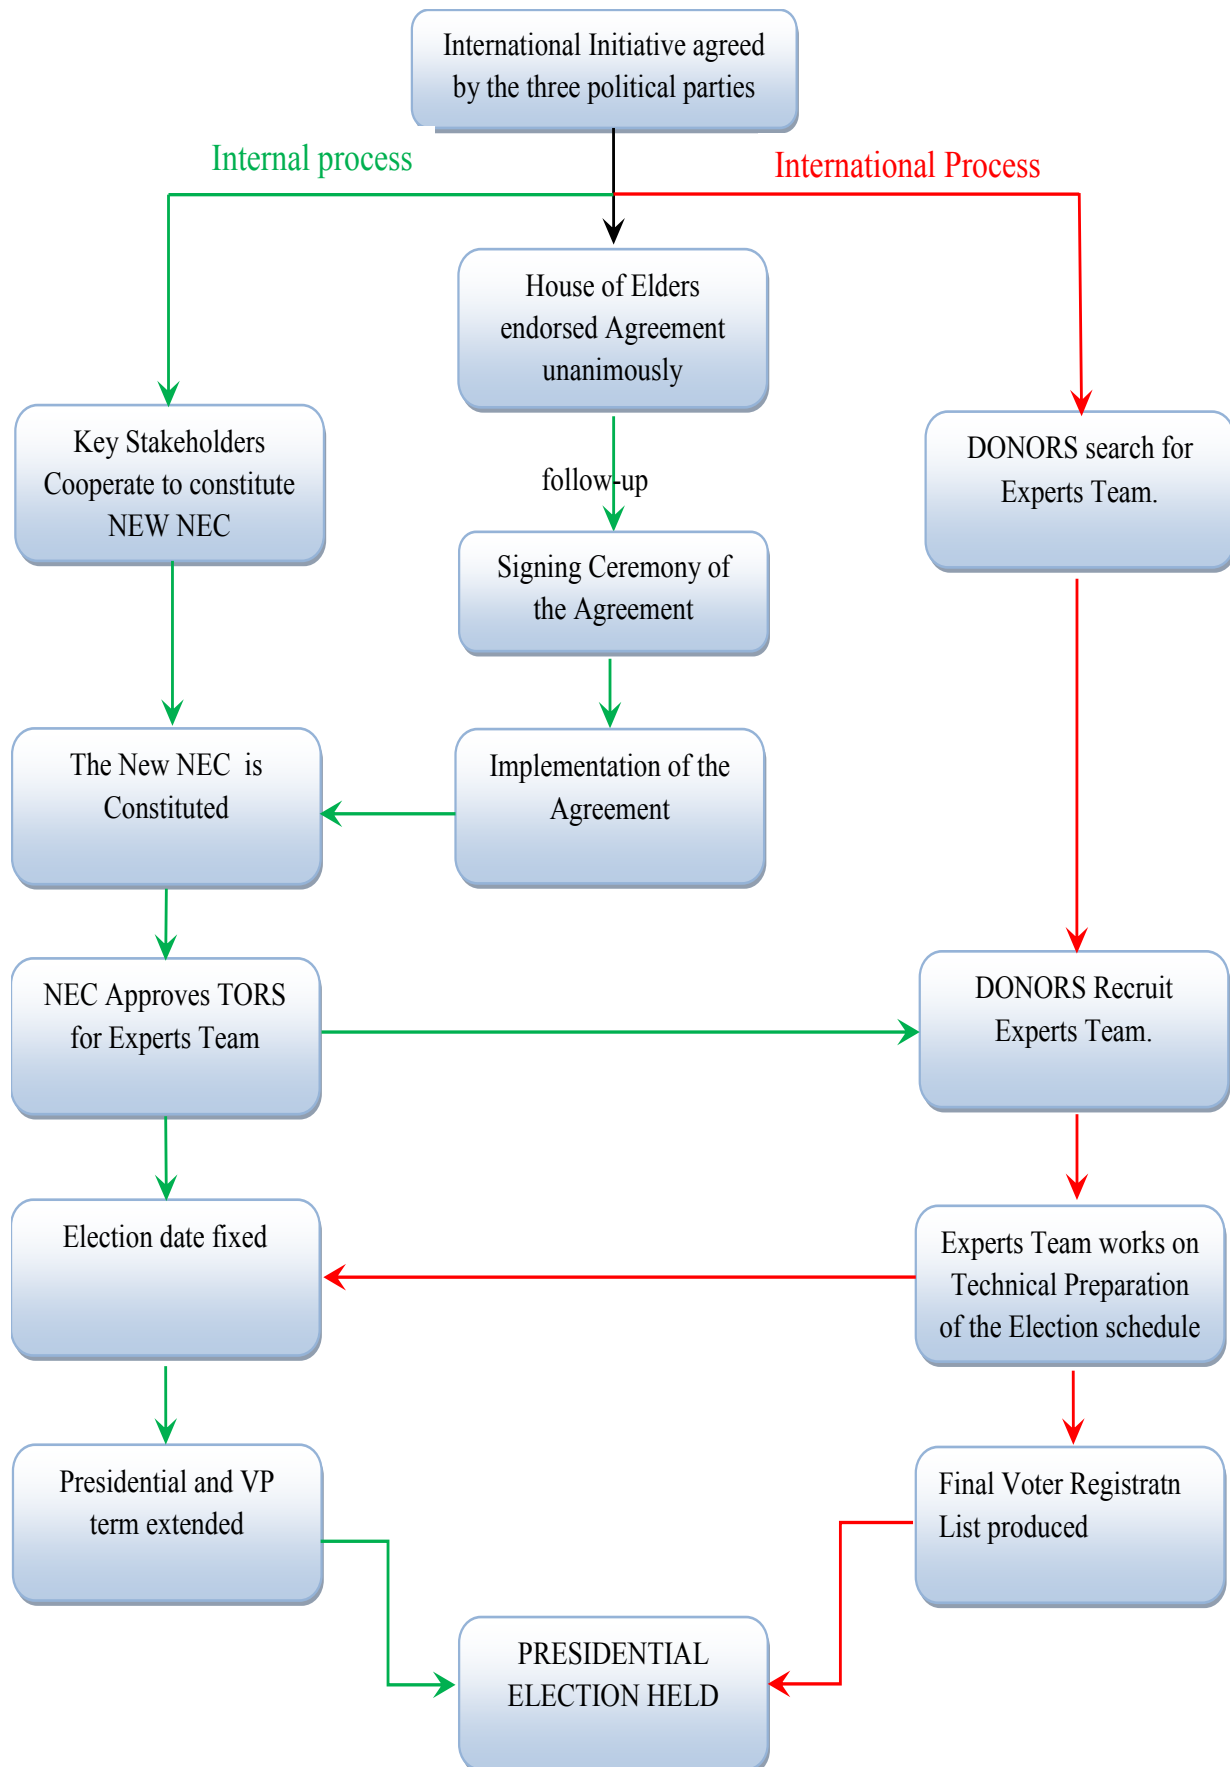 International Initiative agreed
by the three political parties
Internal process
International Process
House of Elders
endorsed Agreement
unanimously
Key Stakeholders
Cooperate to constitute
NEW NEC
DONORS search for
Experts Team.
follow-up
Signing Ceremony of
the Agreement
The New NEC is
Constituted
Implementation of the
Agreement
NEC Approves TORS
for Experts Team
DONORS Recruit
Experts Team.
Election date fixed
Experts Team works on
Technical Preparation
of the Election schedule
Presidential and VP
term extended
Final Voter Registratn
List produced
PRESIDENTIAL
ELECTION HELD